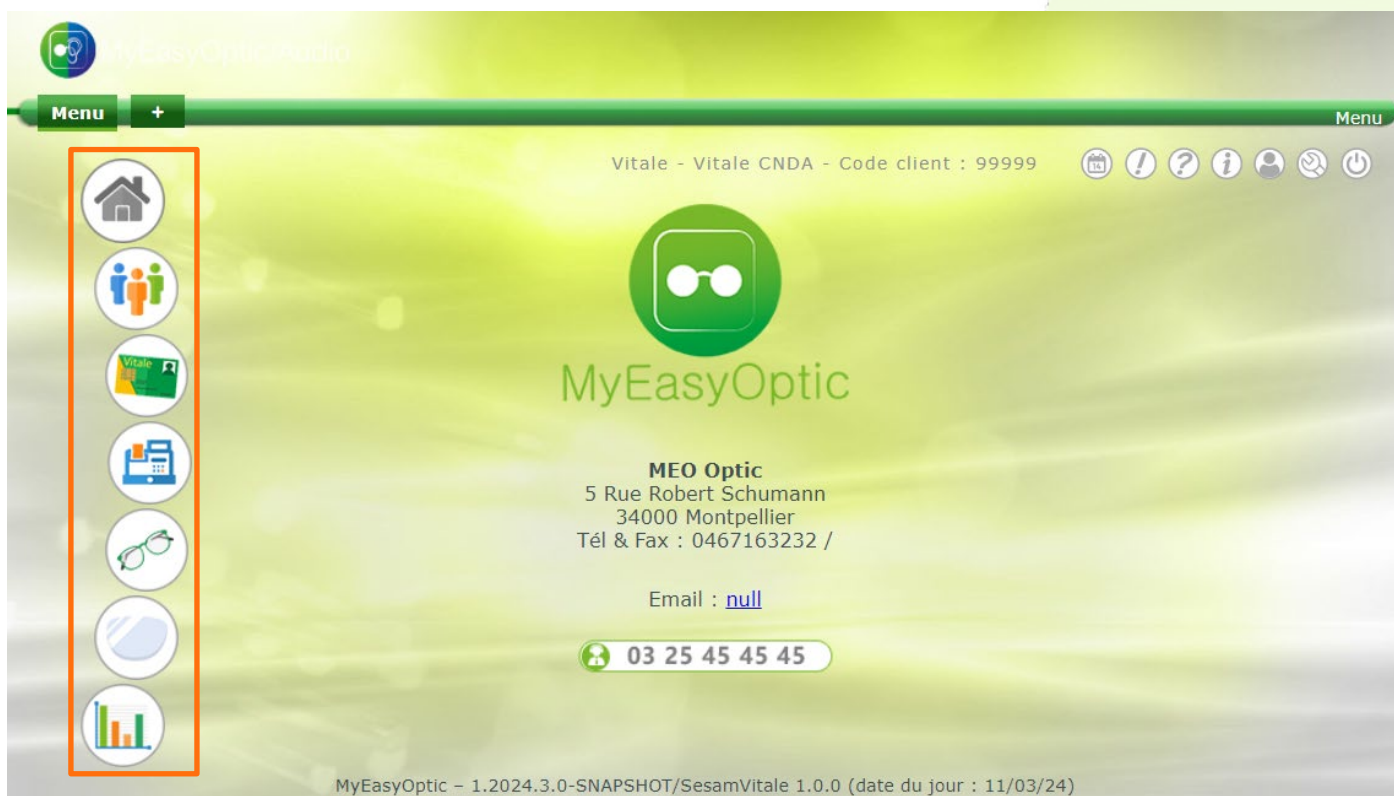 MyEasyOptic
Menu +
Menu
Vitale - Vitale CNDA - Code client : 99999
14 ! ? i
Vitale
MyEasyOptic
MEO Optic
5 Rue Robert Schumann
34000 Montpellier
Tél & Fax : 0467163232 /
Email : null
03 25 45 45 45
MyEasyOptic – 1.2024.3.0-SNAPSHOT/SesamVitale 1.0.0 (date du jour : 11/03/24)